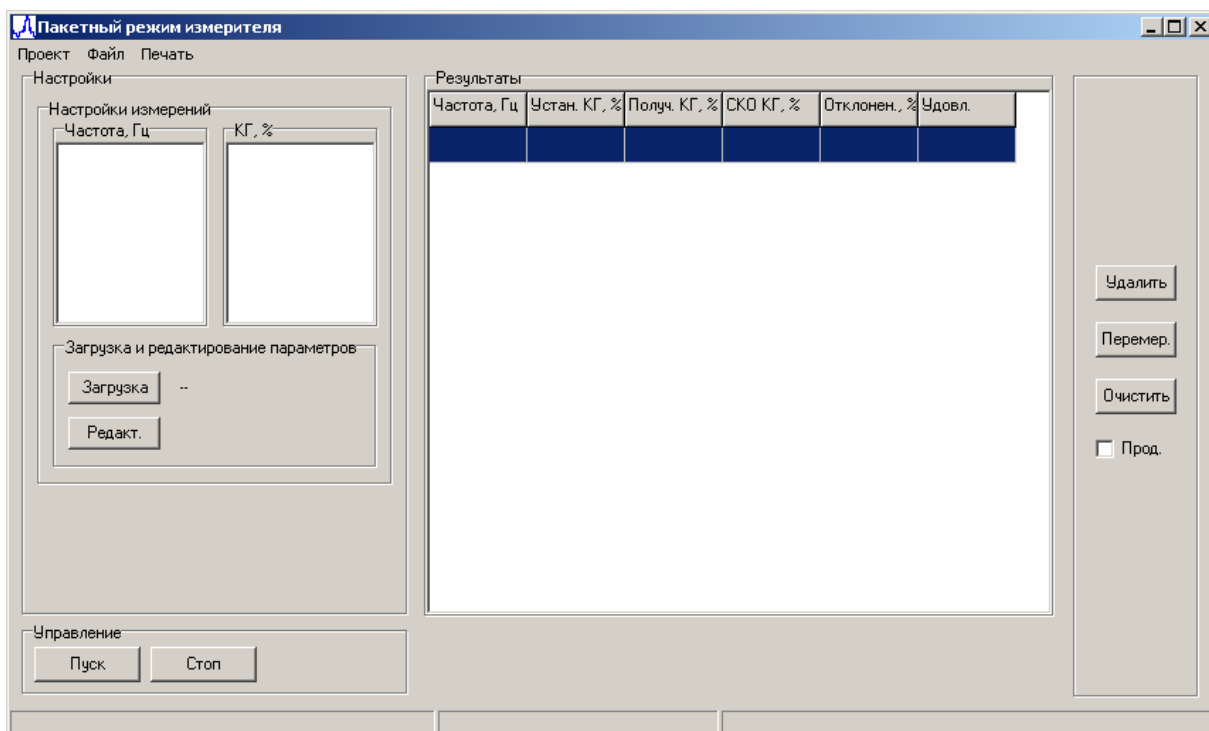 Пакетный режим измерителя
Проект Файл Печать
Настройки
Настройки измерений
Частота, Гц КГ, %
Загрузка и редактирование параметров
Загрузка --
Редакт.
Управление
Пуск Стоп
Результаты
Частота, Гц Устан. КГ, % Получ. КГ, % СКО КГ, % Отклонен., % Удовл.
Удалить
Перемер.
Очистить
Прод.